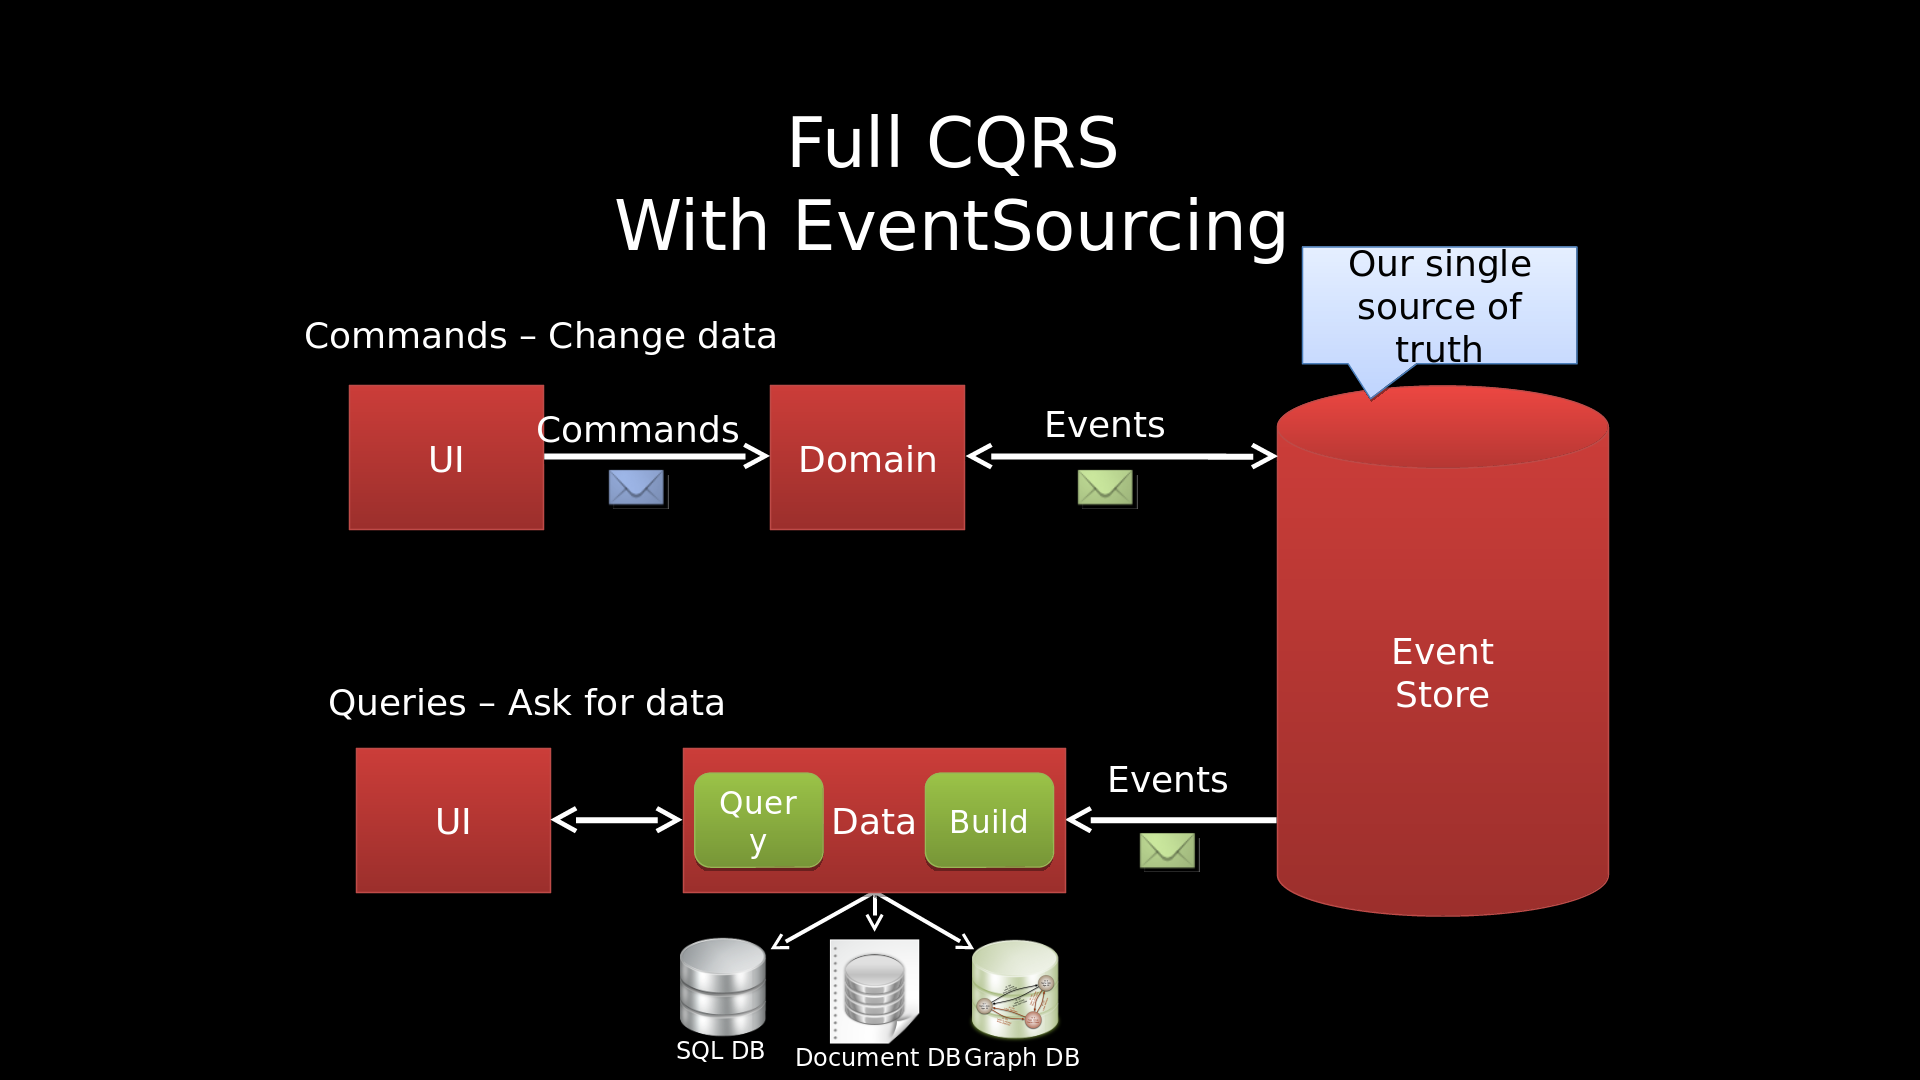 Full CQRS
With EventSourcing
Our single
source of
truth
Commands – Change data
UI
Commands
Domain
Events
Event
Store
Queries – Ask for data
UI
Quer
y
Data
Build
Events
SQL DB
Document DB
Graph DB